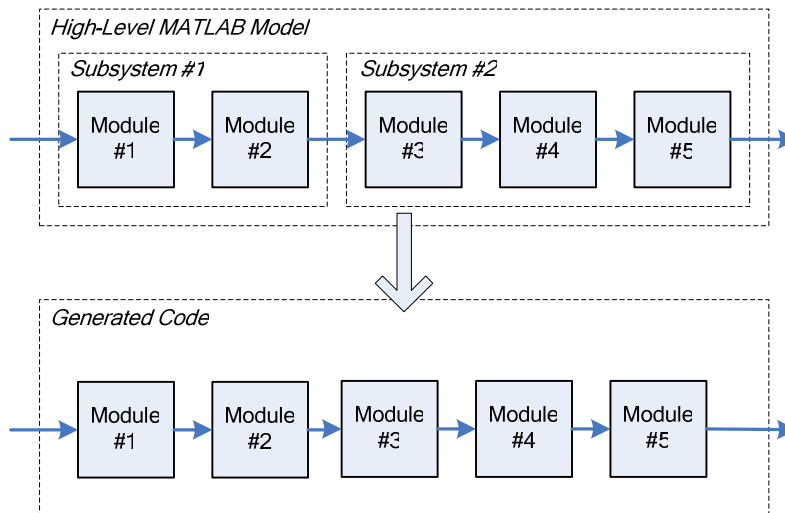 High-Level MATLAB Model
Subsystem #1
Subsystem #2
Module
#1
Module
#2
Module
#3
Module
#4
Module
#5
Generated Code
Module
#1
Module
#2
Module
#3
Module
#4
Module
#5